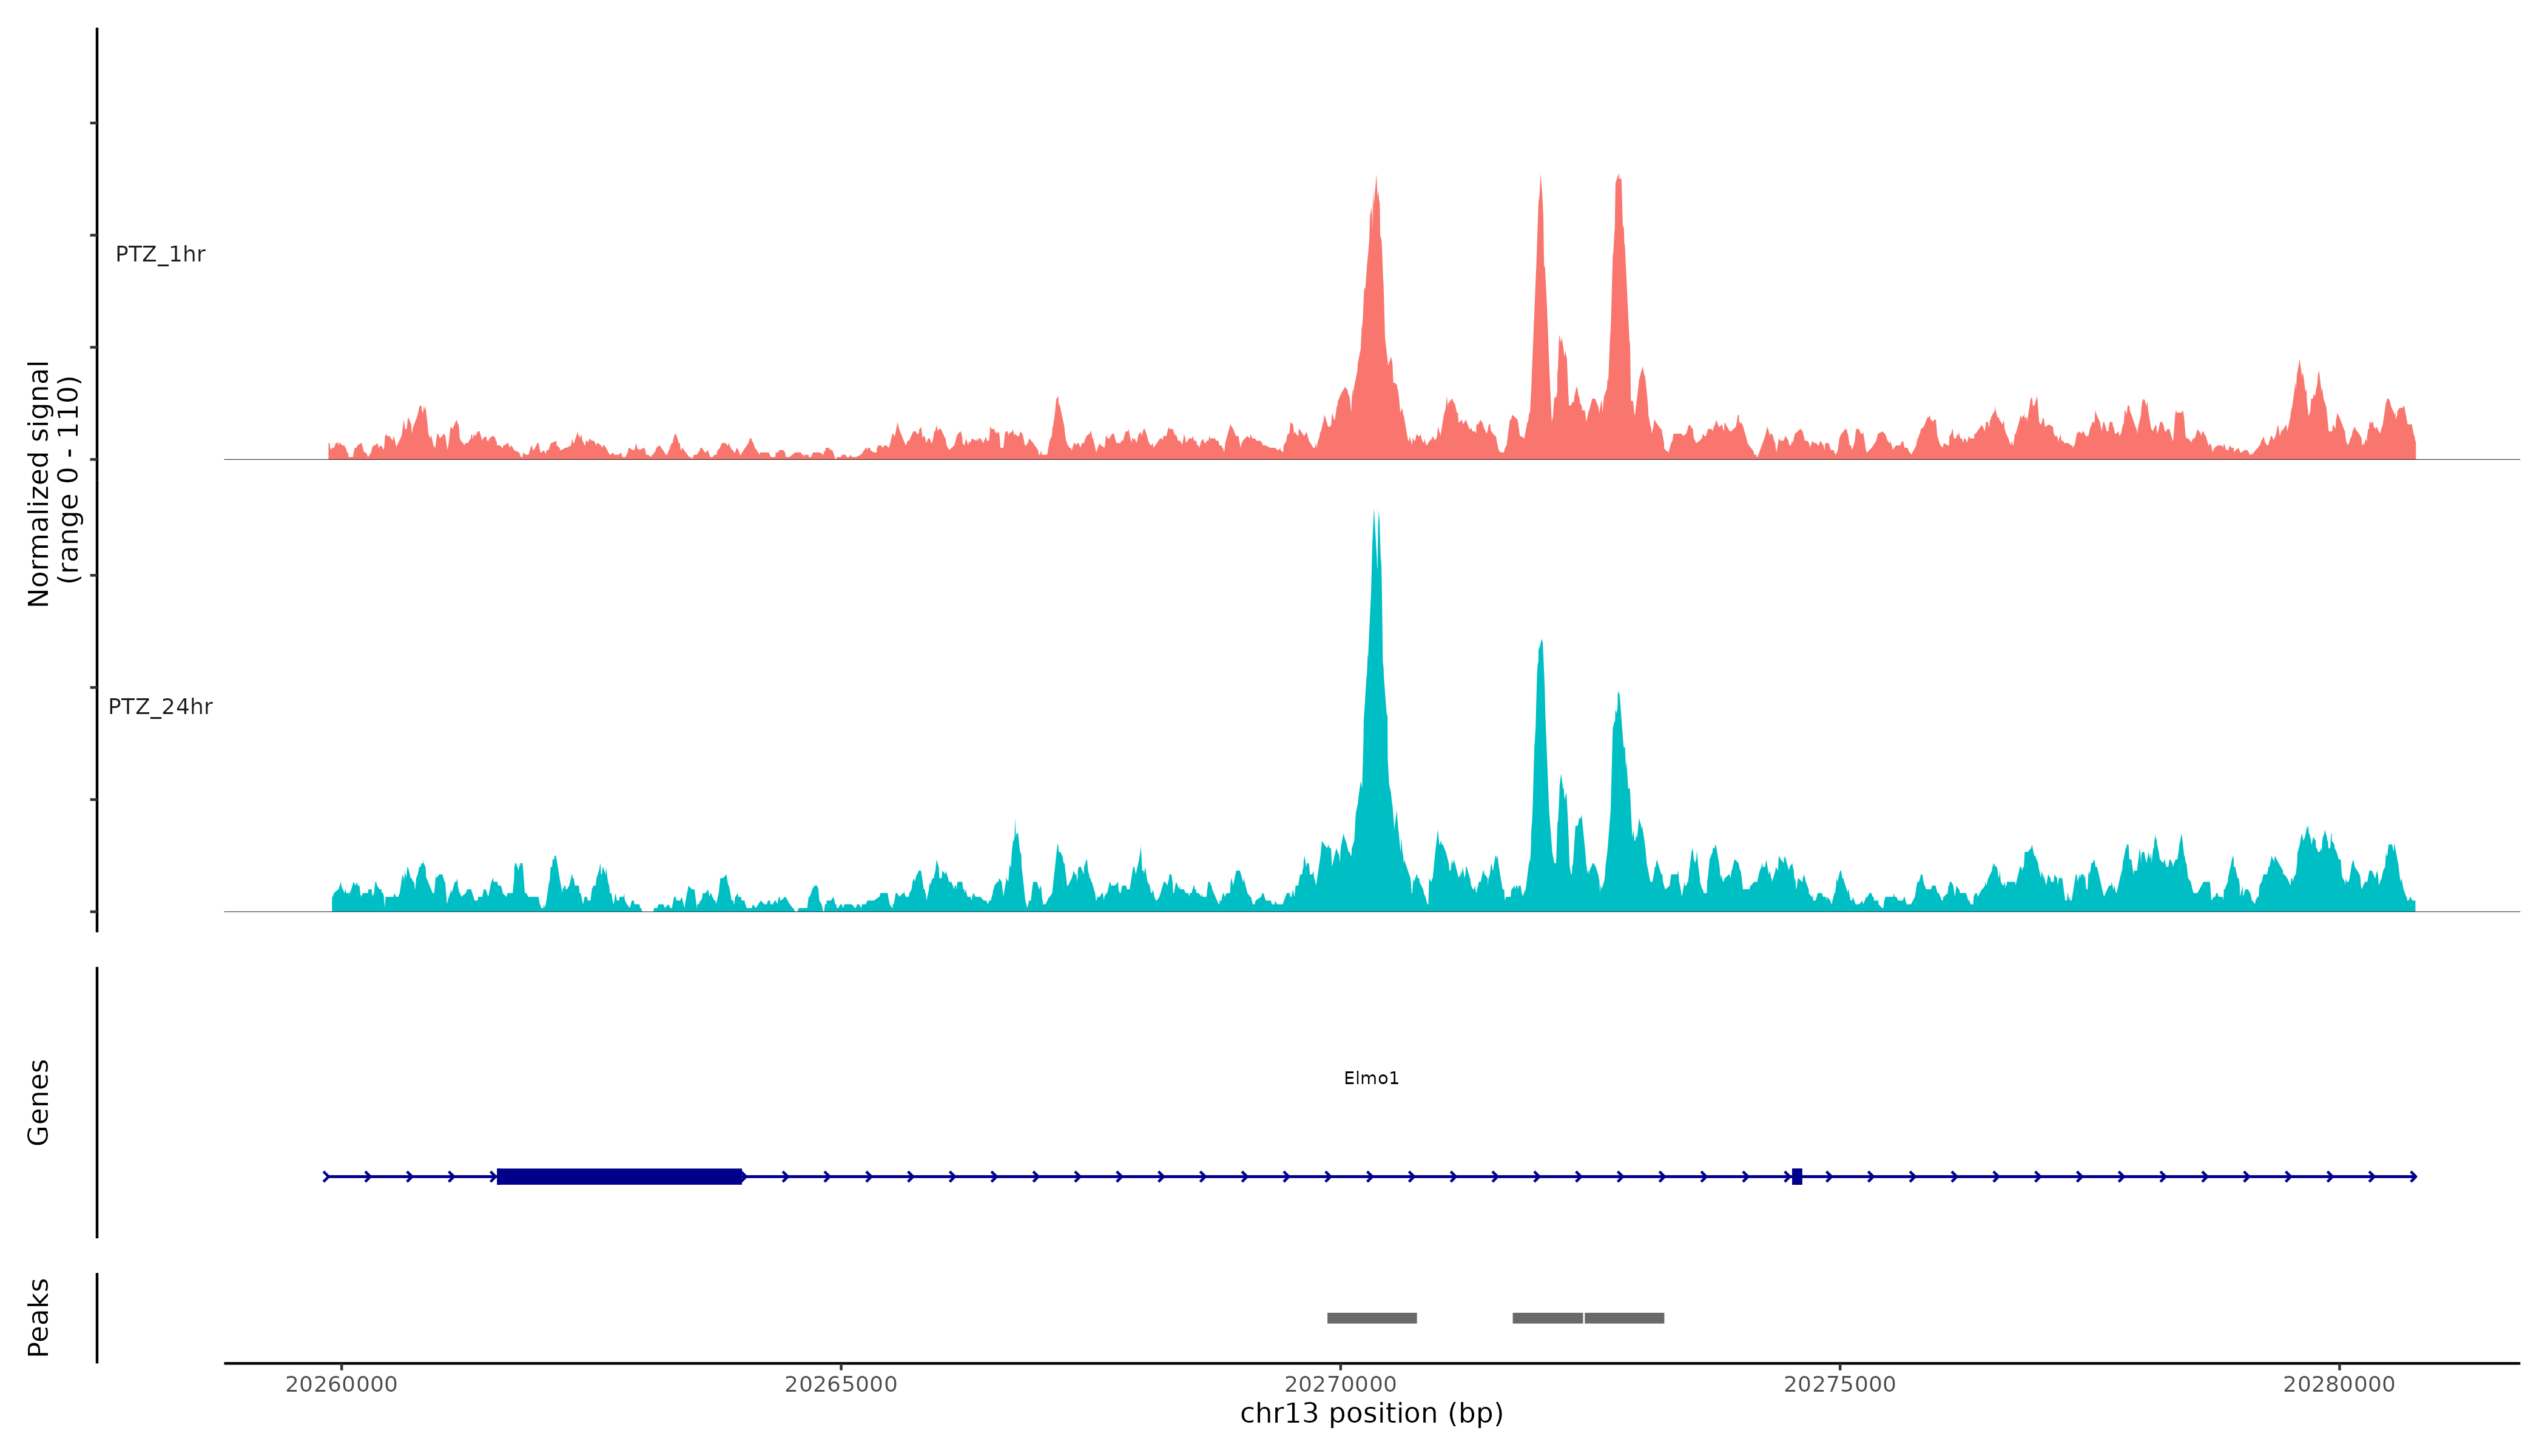 Normalized signal
(range 0 - 110)
PTZ_1hr
PTZ_24hr
Genes
Elmo1
Peaks
20260000
20265000
20270000
20275000
20280000
chr13 position (bp)